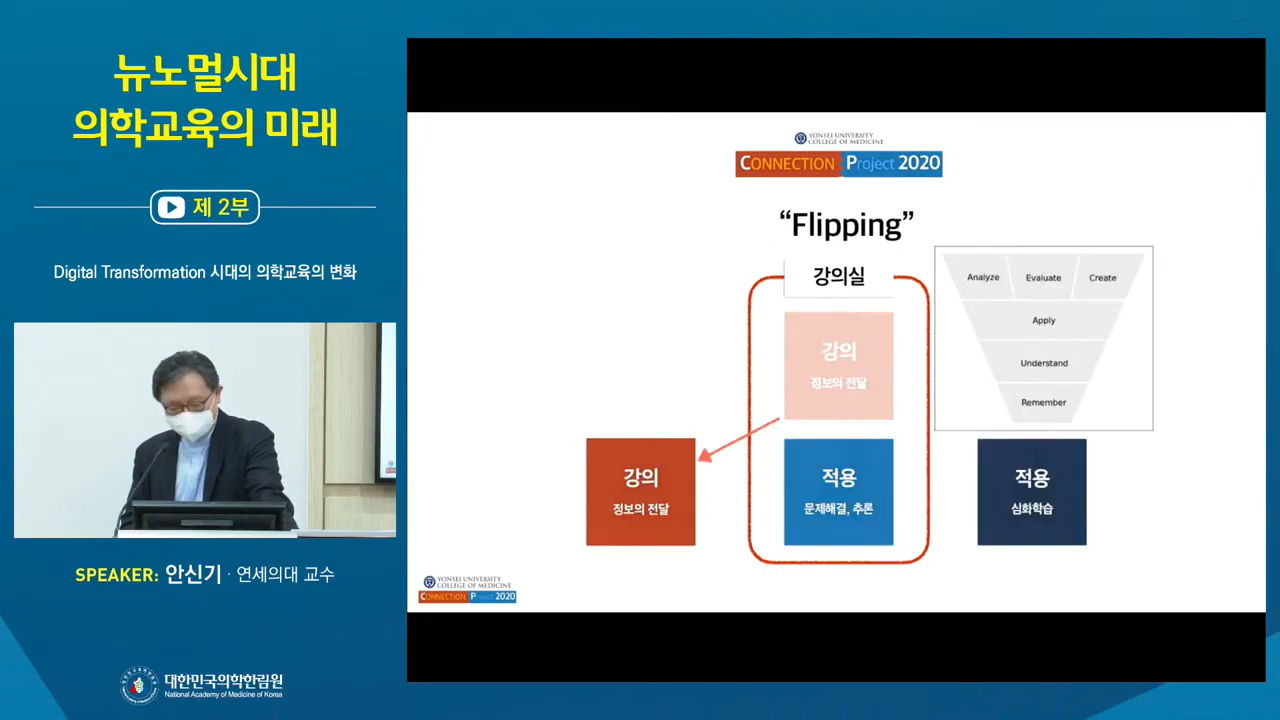 뉴노멀시대
의학교육의 미래
제 2부
Digital Transformation 시대의 의학교육의 변화
SPEAKER: 안신기 · 연세의대 교수
대한민국의학한림원
National Academy of Medicine of Korea
YONSEI UNIVERSITY
COLLEGE OF MEDICINE
CONNECTION Project 2020
“Flipping”
강의실
강의
정보의 전달
Analyze Evaluate Create
Apply
Understand
Remember
강의
정보의 전달
적용
문제해결, 추론
적용
심화학습
YONSEI UNIVERSITY
COLLEGE OF MEDICINE
CONNECTION Project 2020